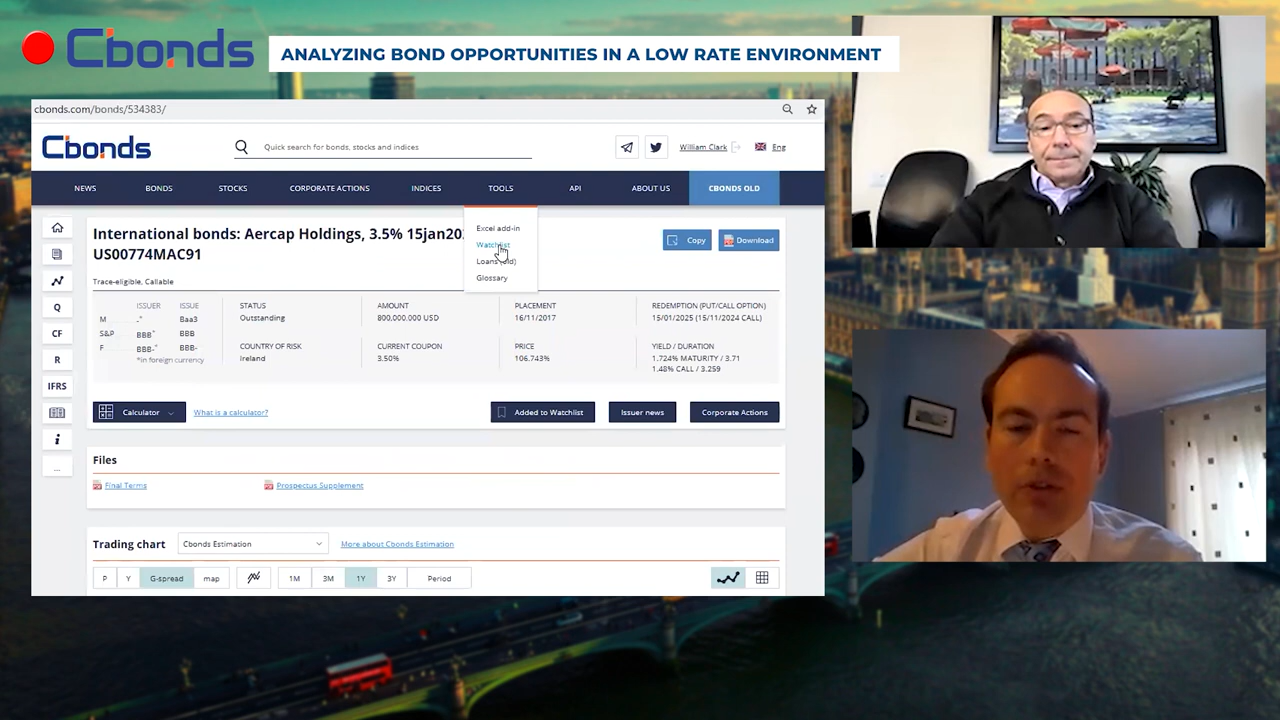 Cbonds
ANALYZING BOND OPPORTUNITIES IN A LOW RATE ENVIRONMENT
cbonds.com/bonds/534383/
Cbonds
Quick search for bonds, stocks and indices
William Clark
Eng
NEWS BONDS STOCKS CORPORATE ACTIONS INDICES TOOLS API ABOUT US CBONDS OLD
Excel add-in
Watchlist
Loans (old)
Glossary
International bonds: Aercap Holdings, 3.5% 15jan20
US00774MAC91
Copy
Download
Trace-eligible, Callable
ISSUER ISSUE
M -* Baa3
S&P BBB* BBB
F BBB-* BBB-
*in foreign currency
STATUS
Outstanding
AMOUNT
800,000,000 USD
PLACEMENT
16/11/2017
REDEMPTION (PUT/CALL OPTION)
15/01/2025 (15/11/2024 CALL)
COUNTRY OF RISK
Ireland
CURRENT COUPON
3.50%
PRICE
106.743%
YIELD / DURATION
1.724% MATURITY / 3.71
1.48% CALL / 3.259
Q
CF
R
IFRS
i
...
Calculator
What is a calculator?
Added to Watchlist
Issuer news
Corporate Actions
Files
Final Terms
Prospectus Supplement
Trading chart
Cbonds Estimation
More about Cbonds Estimation
P Y G-spread map 1M 3M 1Y 3Y Period